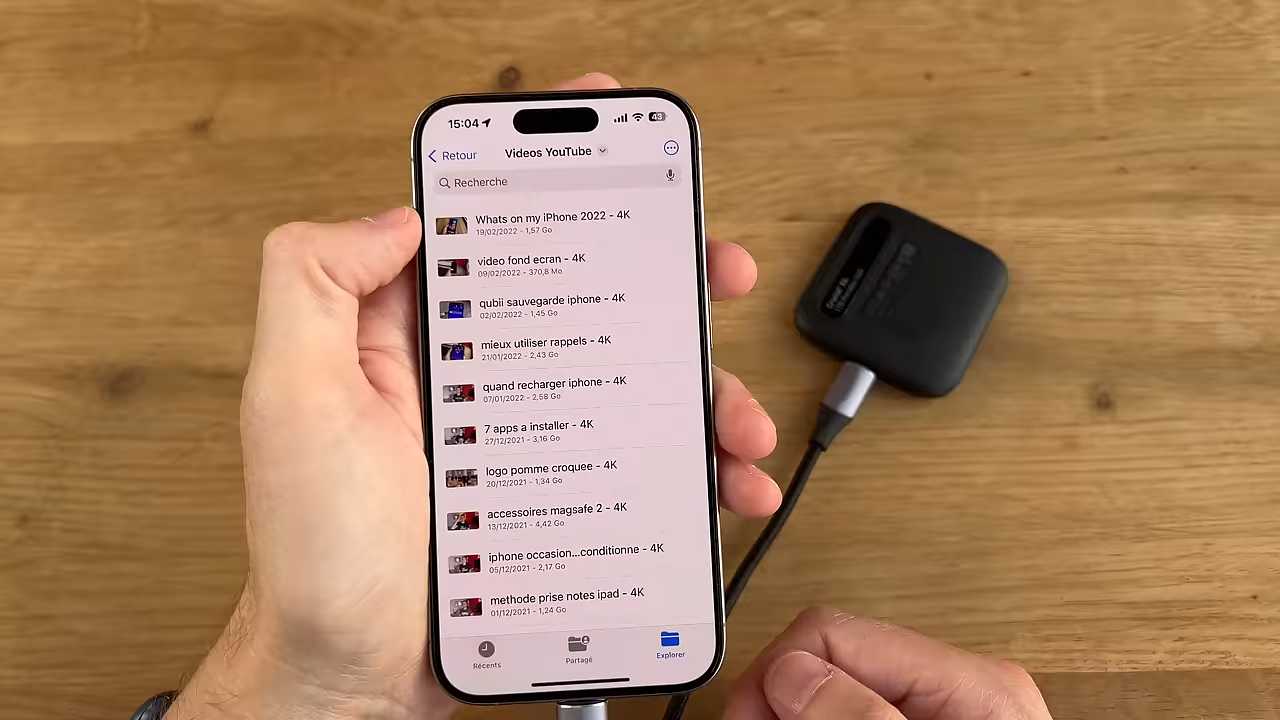 15:04
43
Retour
Videos YouTube
Recherche
Whats on my iPhone 2022 - 4K
19/02/2022 - 1,57 Go
video fond ecran - 4K
09/02/2022 - 370,8 Mo
qubii sauvegarde iphone - 4K
02/02/2022 - 1,45 Go
mieux utiliser rappels - 4K
21/01/2022 - 2,43 Go
quand recharger iphone - 4K
07/01/2022 - 2,58 Go
7 apps a installer - 4K
27/12/2021 - 3,16 Go
logo pomme croquee - 4K
20/12/2021 - 1,34 Go
accessoires magsafe 2 - 4K
13/12/2021 - 4,42 Go
iphone occasion...conditionne - 4K
05/12/2021 - 2,17 Go
methode prise notes ipad - 4K
01/12/2021 - 1,24 Go
Récents
Partagé
Explorer
Crucial X6